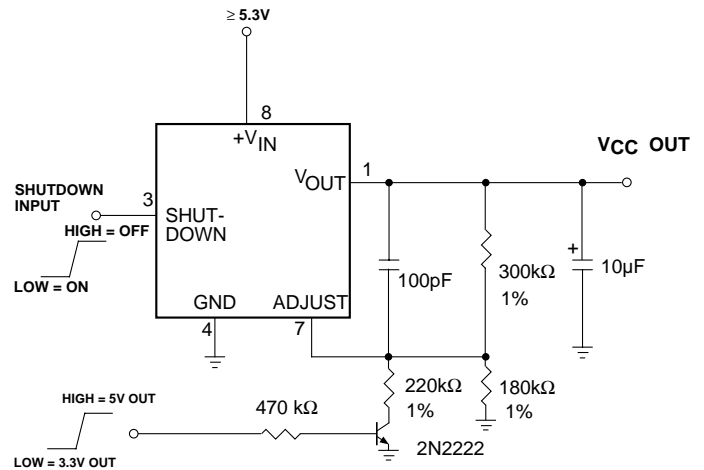 ≥ 5.3V
8
+VIN
VCC OUT
VOUT
1
SHUTDOWN
INPUT
3
SHUT-
DOWN
HIGH = OFF
LOW = ON
100pF
300kΩ
1%
+
10µF
GND
ADJUST
4
7
220kΩ
1%
180kΩ
1%
HIGH = 5V OUT
470 kΩ
2N2222
LOW = 3.3V OUT